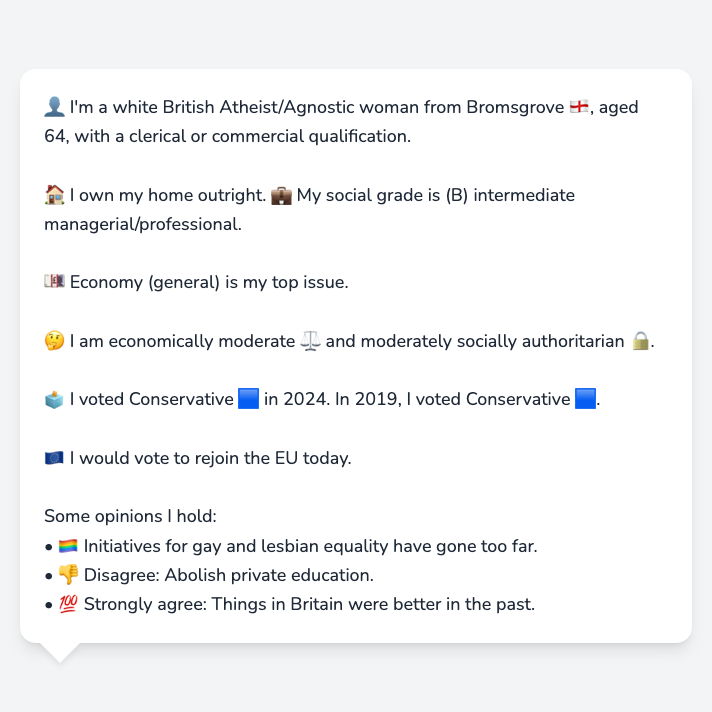 👤 I'm a white British Atheist/Agnostic woman from Bromsgrove 🏴󠁧󠁢󠁥󠁮󠁧󠁿, aged
64, with a clerical or commercial qualification.
🏠 I own my home outright. 💼 My social grade is (B) intermediate
managerial/professional.
💷 Economy (general) is my top issue.
🤔 I am economically moderate ⚖️ and moderately socially authoritarian 🔒.
🗳️ I voted Conservative 🟦 in 2024. In 2019, I voted Conservative 🟦.
🇪🇺 I would vote to rejoin the EU today.
Some opinions I hold:
• 🏳️‍🌈 Initiatives for gay and lesbian equality have gone too far.
• 👎 Disagree: Abolish private education.
• 💯 Strongly agree: Things in Britain were better in the past.